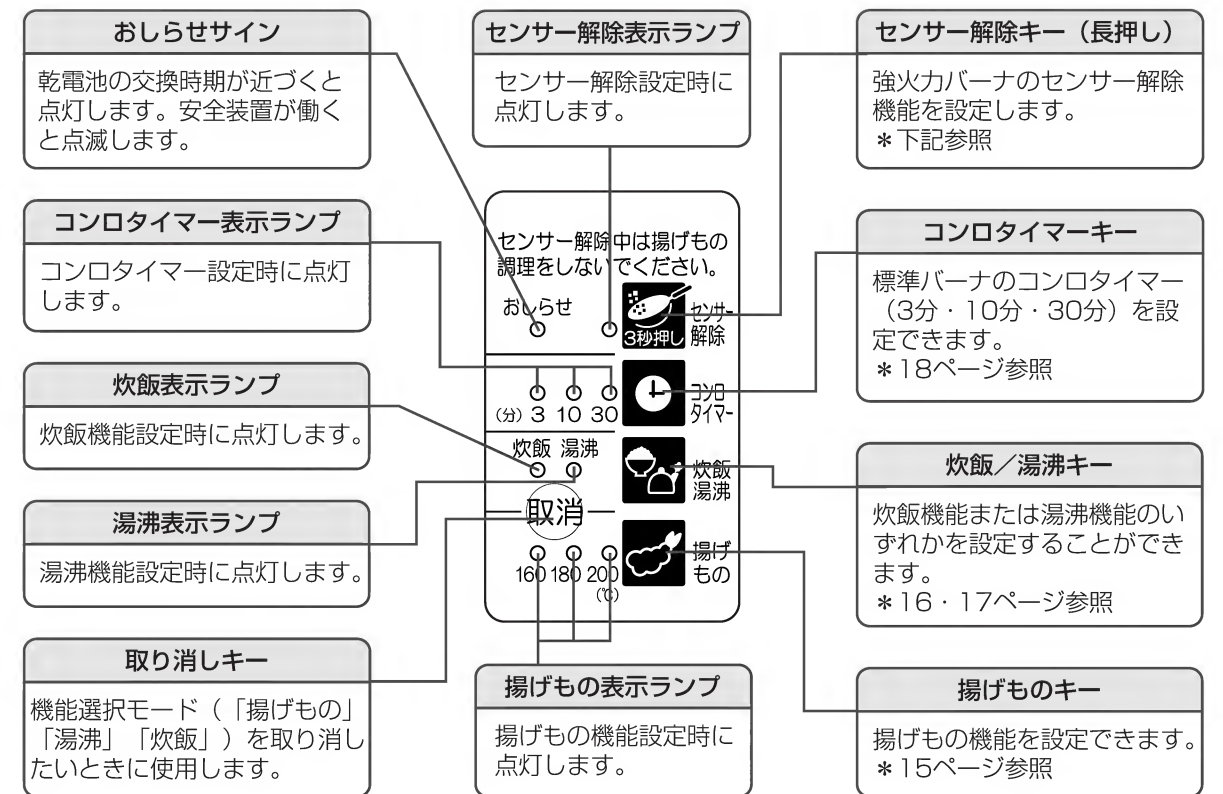 おしらせサイン
乾電池の交換時期が近づくと
点灯します。安全装置が働く
と点滅します。
センサー解除表示ランプ
センサー解除設定時に
点灯します。
センサー解除キー（長押し）
強火力バーナのセンサー解除
機能を設定します。
＊下記参照
コンロタイマー表示ランプ
コンロタイマー設定時に点灯
します。
コンロタイマーキー
標準バーナのコンロタイマー
（3分・10分・30分）を設
定できます。
＊18ページ参照
炊飯表示ランプ
炊飯機能設定時に点灯します。
湯沸表示ランプ
湯沸機能設定時に点灯します。
炊飯／湯沸キー
炊飯機能または湯沸機能のい
ずれかを設定することができ
ます。
＊16・17ページ参照
取り消しキー
機能選択モード（「揚げもの」
「湯沸」「炊飯」）を取り消し
たいときに使用します。
揚げもの表示ランプ
揚げもの機能設定時に
点灯します。
揚げものキー
揚げもの機能を設定できます。
＊15ページ参照
センサー解除中は揚げもの
調理をしないでください。
おしらせ
3秒押し
センサー
解除
(分) 3 10 30
コンロ
タイマー
炊飯 湯沸
炊飯
湯沸
取消
160 180 200
(℃)
揚げ
もの